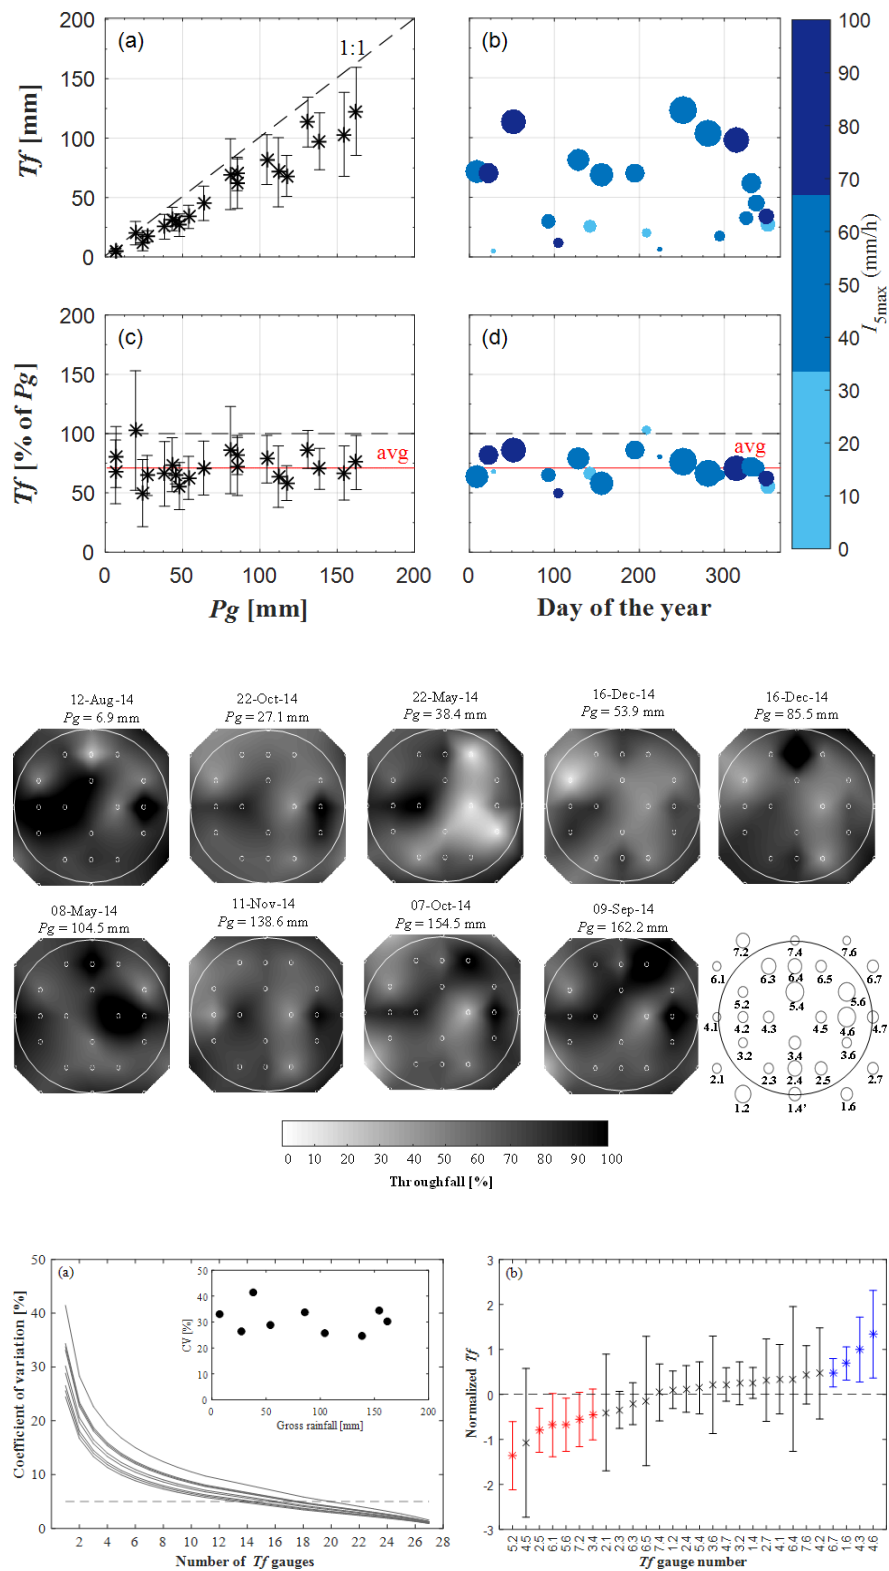 (a)
1:1
200
150
100
50
0
Tf [mm]
(b)
100
90
80
70
60
50
40
30
20
10
0
I5max (mm/h)
(c)
200
150
100
50
0
Tf [% of Pg]
avg
0 50 100 150 200
Pg [mm]
(d)
avg
0 100 200 300
Day of the year
12-Aug-14
Pg = 6.9 mm
22-Oct-14
Pg = 27.1 mm
22-May-14
Pg = 38.4 mm
16-Dec-14
Pg = 53.9 mm
16-Dec-14
Pg = 85.5 mm
08-May-14
Pg = 104.5 mm
11-Nov-14
Pg = 138.6 mm
07-Oct-14
Pg = 154.5 mm
09-Sep-14
Pg = 162.2 mm
7.2 7.4 7.6
6.1 6.3 6.4 6.5 6.7
5.2 5.4 5.6
4.1 4.2 4.3 4.5 4.6 4.7
3.2 3.4 3.6
2.1 2.3 2.4 2.5 2.7
1.2 1.4' 1.6
0 10 20 30 40 50 60 70 80 90 100
Throughfall [%]
(a)
50
40
30
20
10
0
Coefficient of variation [%]
2 4 6 8 10 12 14 16 18 20 22 24 26 28
Number of Tf gauges
50
40
30
20
10
0
CV [%]
0 50 100 150 200
Gross rainfall [mm]
(b)
3
2
1
0
-1
-2
-3
Normalized Tf
5.2 4.5 2.5 6.1 5.6 7.2 3.4 2.1 2.3 6.3 6.5 7.4 1.2 2.4 5.4 3.6 4.7 3.2 1.4 2.7 4.1 6.4 7.6 4.2 6.7 1.6 4.3 4.6
Tf gauge number